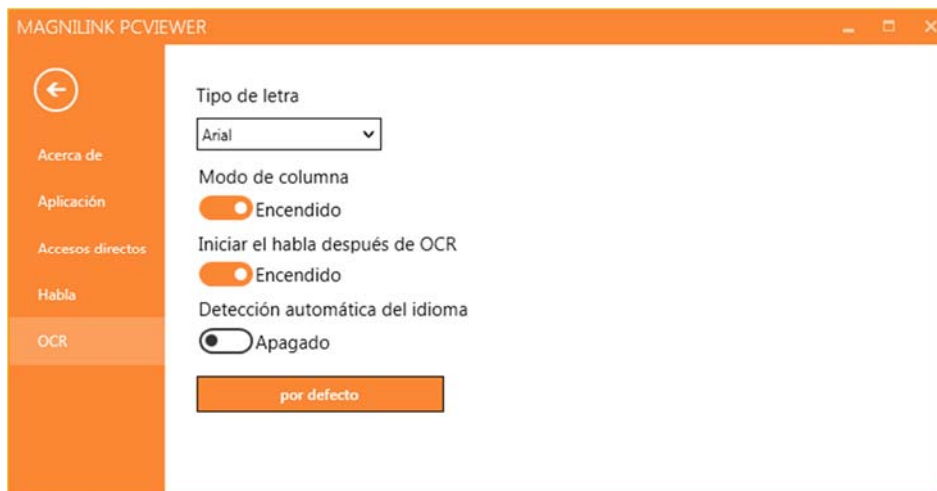 MAGNILINK PCVIEWER
Acerca de
Aplicación
Accesos directos
Habla
OCR
Tipo de letra
Arial
Modo de columna
Encendido
Iniciar el habla después de OCR
Encendido
Detección automática del idioma
Apagado
por defecto